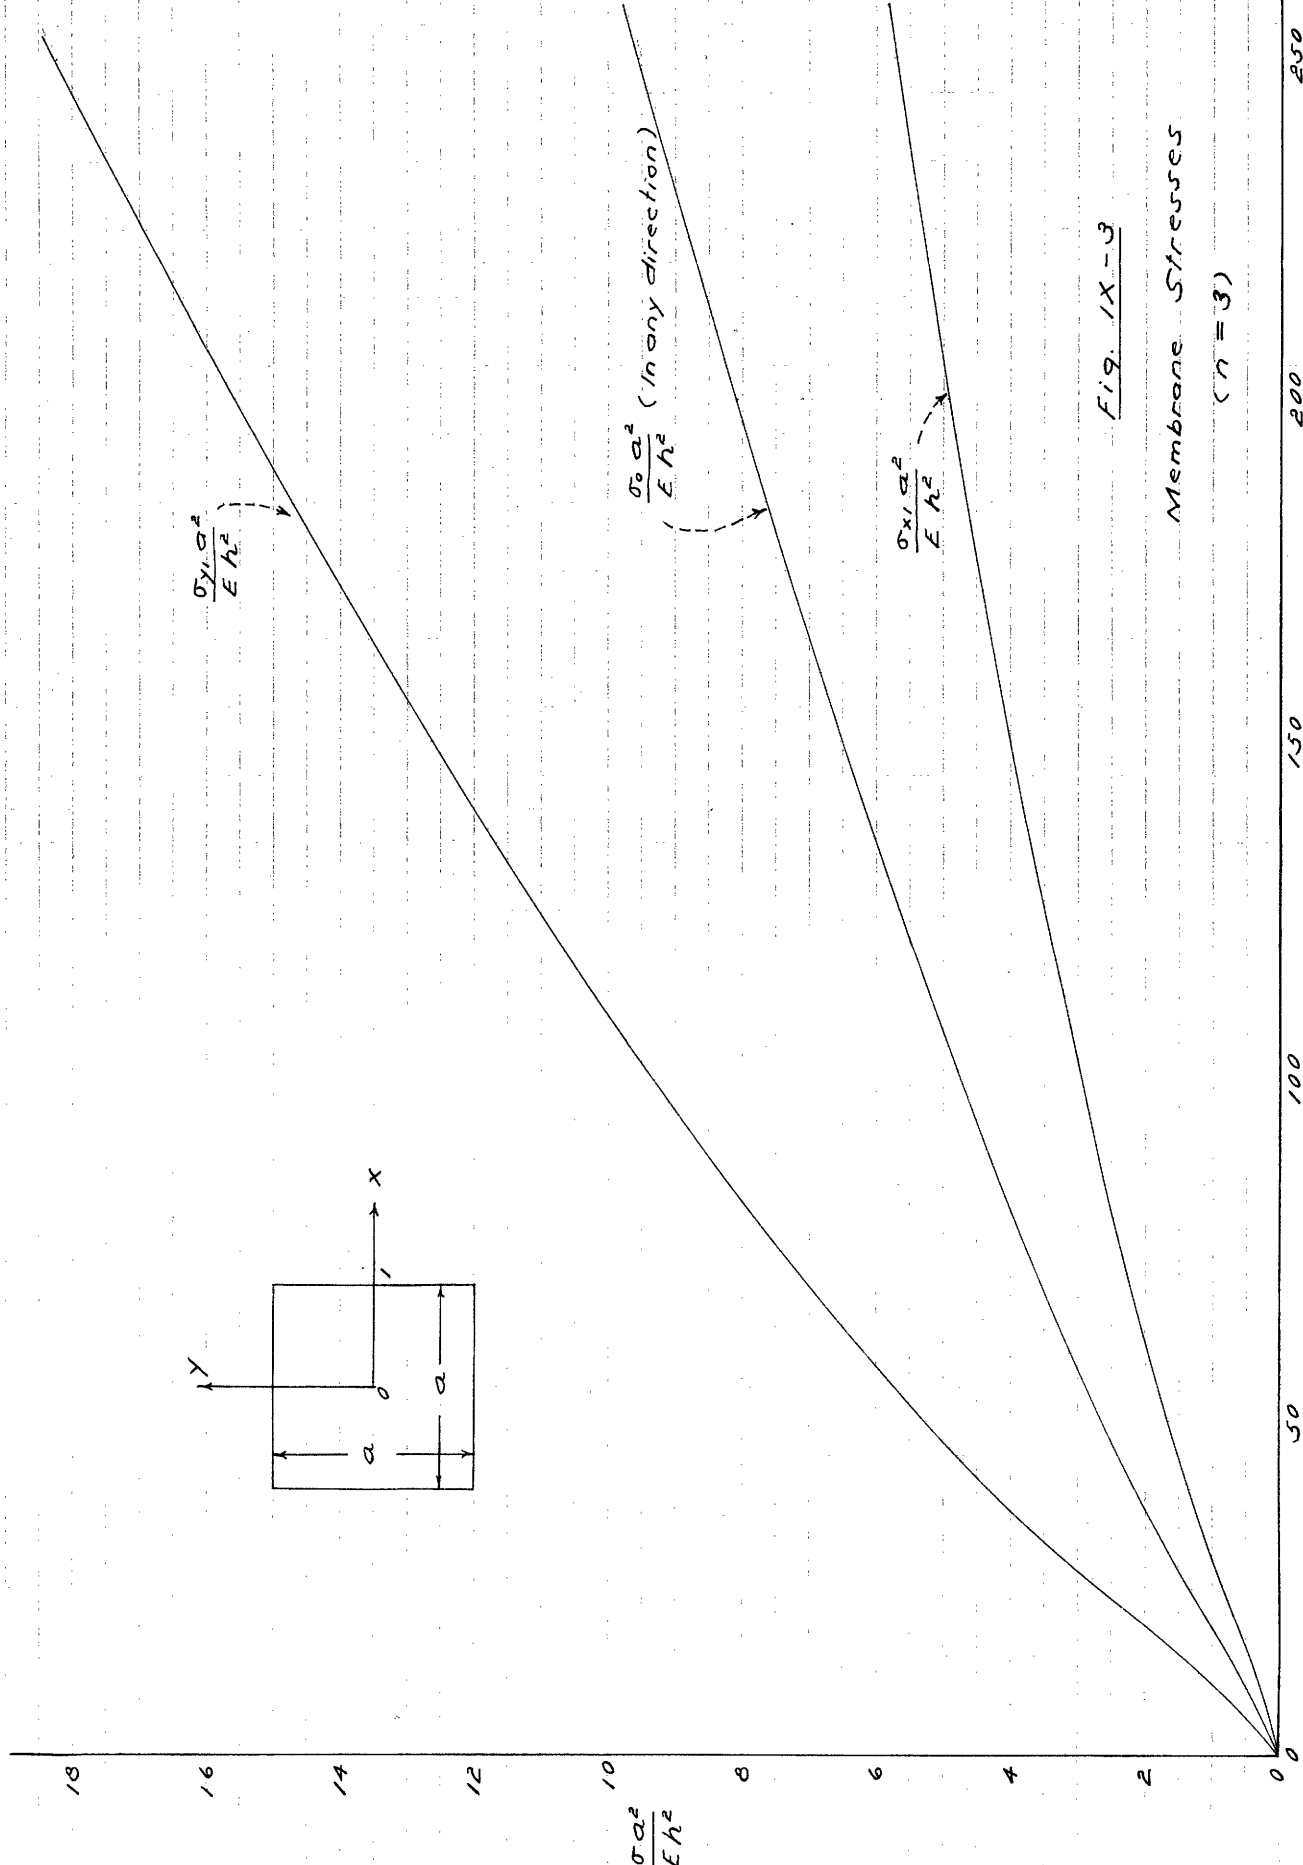 18
16
14
12
10
8
6
4
2
0
σ a²
E h²
0
50
100
150
200
250
y
x
0
1
a
a
σy₁ a²
E h²
σ₀ a²
E h²
(In any direction)
σx₁ a²
E h²
Fig. IX-3
Membrane Stresses
(n = 3)